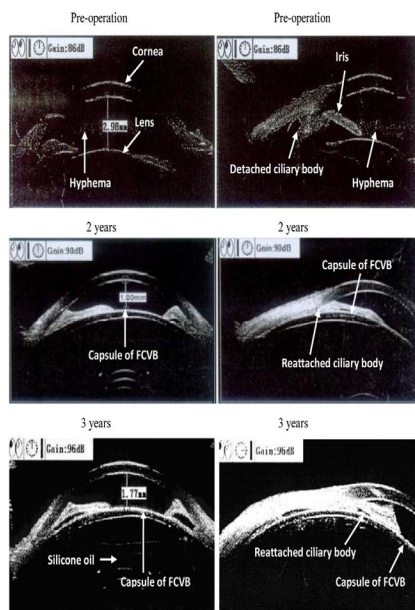 Pre-operation
Pre-operation
Gain:86dB
Cornea
2.98mm
Lens
Hyphema
Gain:86dB
Iris
Detached ciliary body
Hyphema
2 years
2 years
Gain:90dB
1.80mm
Capsule of FCVB
Gain:90dB
Capsule of FCVB
Reattached ciliary body
3 years
3 years
Gain:96dB
1.77mm
Silicone oil
Capsule of FCVB
Gain:96dB
Reattached ciliary body
Capsule of FCVB